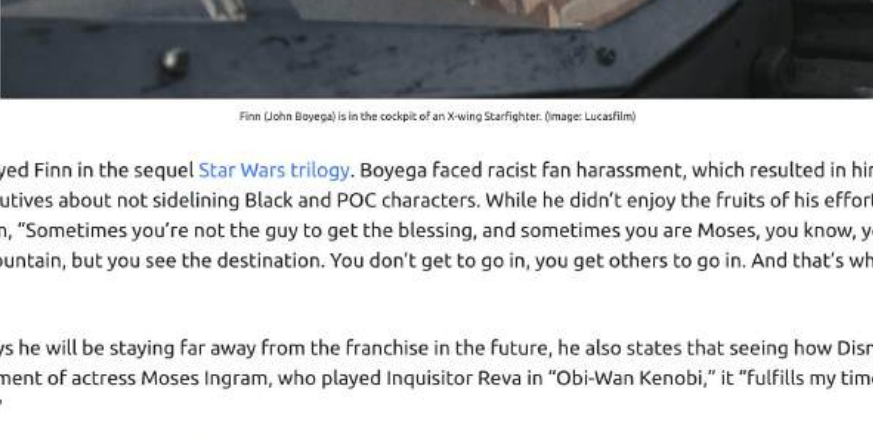 Finn (John Boyega) is in the cockpit of an X-wing Starfighter. (Image: Lucasfilm)
yed Finn in the sequel Star Wars trilogy. Boyega faced racist fan harassment, which resulted in hi
utives about not sidelining Black and POC characters. While he didn’t enjoy the fruits of his effort
n, “Sometimes you’re not the guy to get the blessing, and sometimes you are Moses, you know, y
ountain, but you see the destination. You don’t get to go in, you get others to go in. And that’s wh
ys he will be staying far away from the franchise in the future, he also states that seeing how Disn
ment of actress Moses Ingram, who played Inquisitor Reva in “Obi-Wan Kenobi,” it “fulfills my time
”